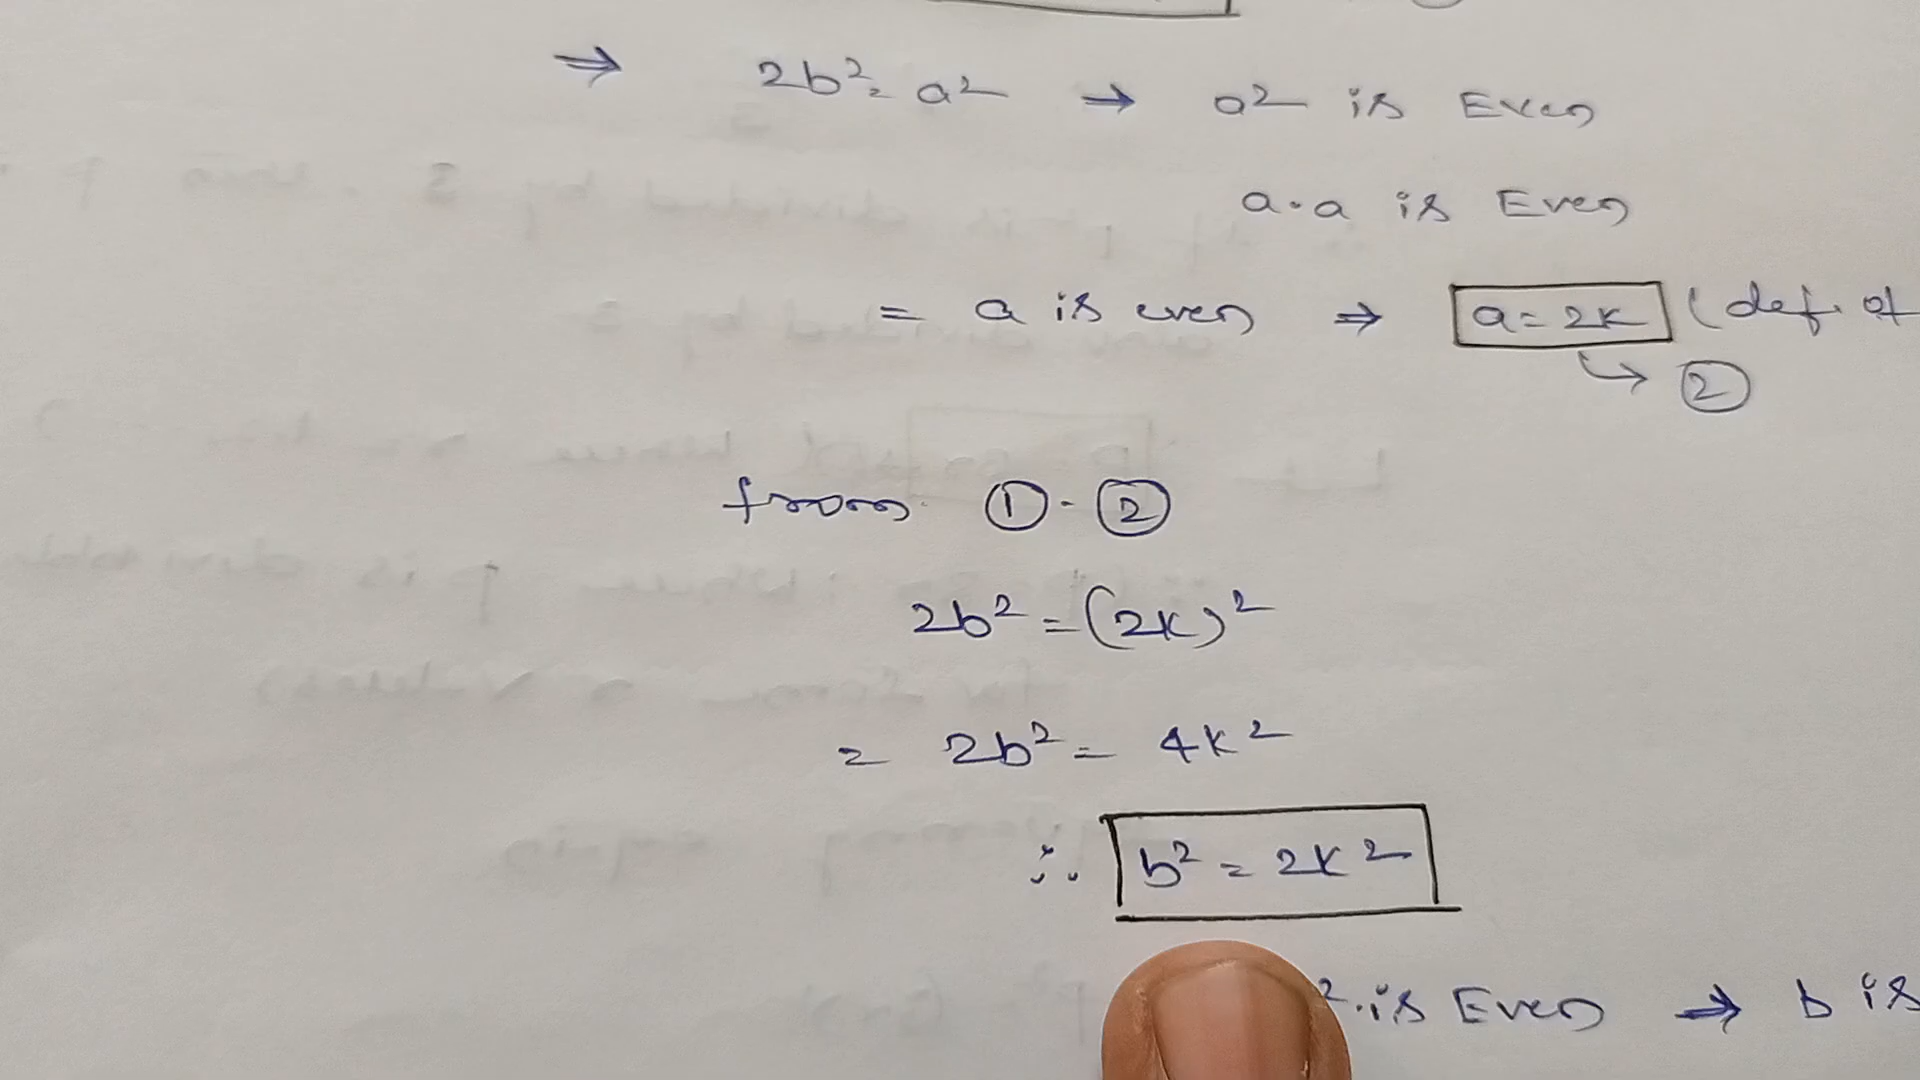 ⇒ 2b² = a² → a² is Even
a·a is Even
= a is even ⇒ a = 2k (def. of
↳ ②
from ① - ②
2b² = (2k)²
= 2b² = 4k²
∴ b² = 2k²
². is Even ⇒ b is